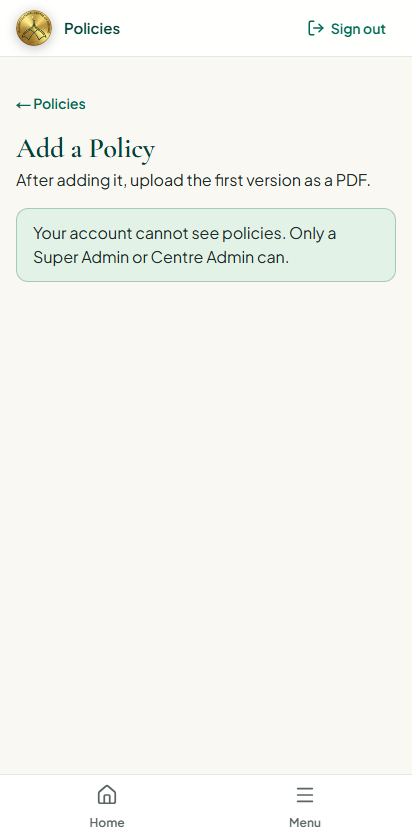 Policies
Sign out
← Policies
Add a Policy
After adding it, upload the first version as a PDF.
Your account cannot see policies. Only a
Super Admin or Centre Admin can.
Home
Menu